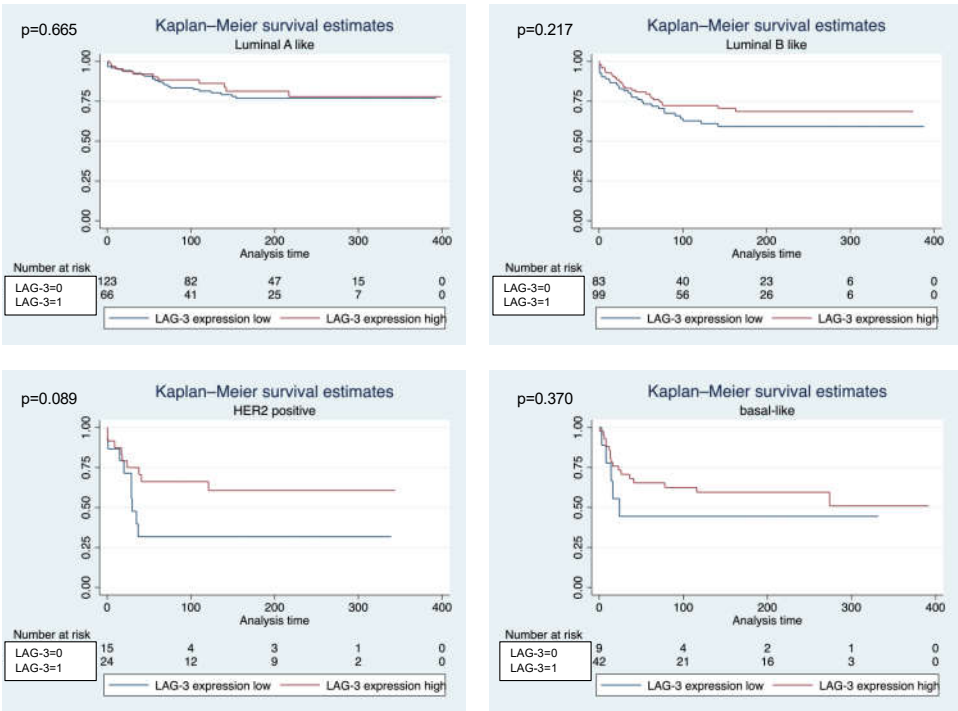 p=0.665
Kaplan–Meier survival estimates
Luminal A like
1.00
0.75
0.50
0.25
0.00
0 100 200 300 400
Analysis time
Number at risk
LAG-3=0 123 82 47 15 0
LAG-3=1 66 41 25 7 0
LAG-3 expression low LAG-3 expression high
p=0.217
Kaplan–Meier survival estimates
Luminal B like
1.00
0.75
0.50
0.25
0.00
0 100 200 300 400
Analysis time
Number at risk
LAG-3=0 83 40 23 6 0
LAG-3=1 99 56 26 6 0
LAG-3 expression low LAG-3 expression high
p=0.089
Kaplan–Meier survival estimates
HER2 positive
1.00
0.75
0.50
0.25
0.00
0 100 200 300 400
Analysis time
Number at risk
LAG-3=0 15 4 3 1 0
LAG-3=1 24 12 9 2 0
LAG-3 expression low LAG-3 expression high
p=0.370
Kaplan–Meier survival estimates
basal-like
1.00
0.75
0.50
0.25
0.00
0 100 200 300 400
Analysis time
Number at risk
LAG-3=0 9 4 2 1 0
LAG-3=1 42 21 16 3 0
LAG-3 expression low LAG-3 expression high